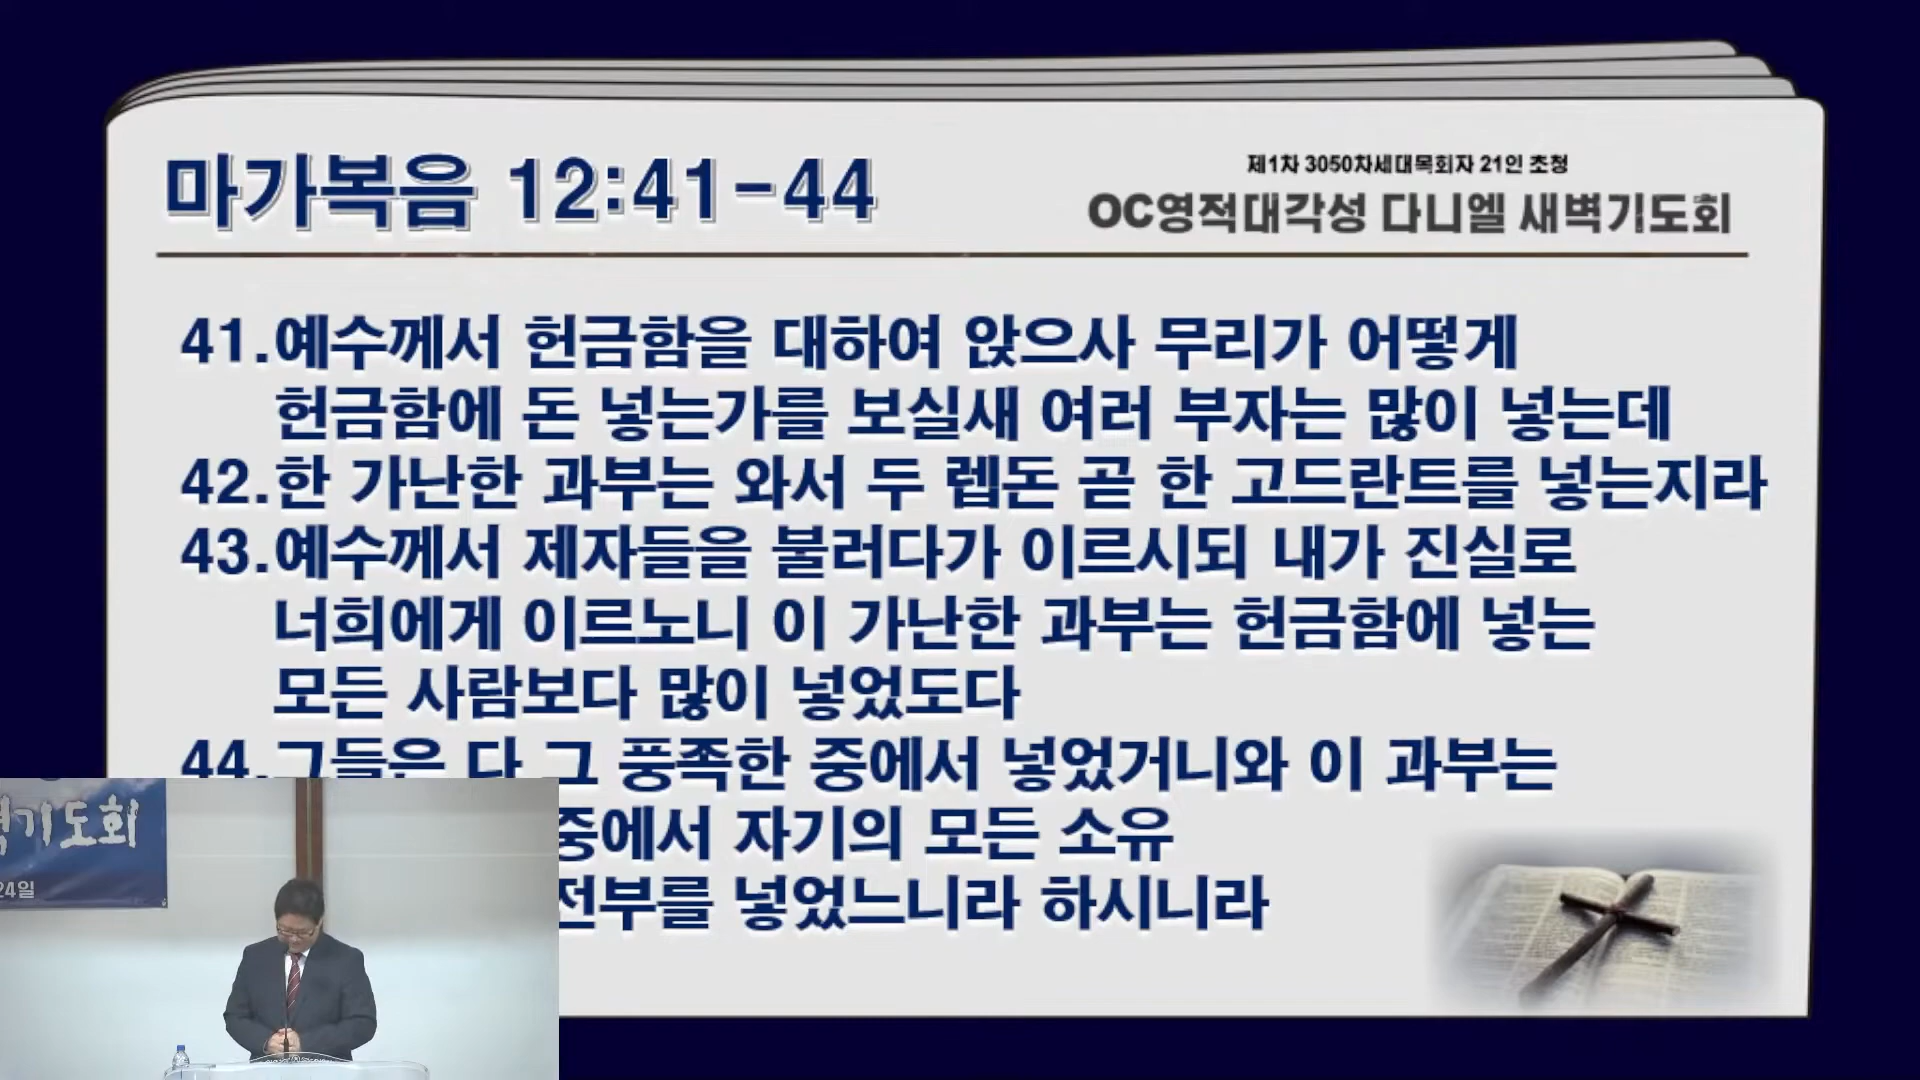 마가복음 12:41-44
제1차 3050차세대목회자 21인 초청
OC영적대각성 다니엘 새벽기도회
41.예수께서 헌금함을 대하여 앉으사 무리가 어떻게
헌금함에 돈 넣는가를 보실새 여러 부자는 많이 넣는데
42.한 가난한 과부는 와서 두 렙돈 곧 한 고드란트를 넣는지라
43.예수께서 제자들을 불러다가 이르시되 내가 진실로
너희에게 이르노니 이 가난한 과부는 헌금함에 넣는
모든 사람보다 많이 넣었도다
44.그들은 다 그 풍족한 중에서 넣었거니와 이 과부는
중에서 자기의 모든 소유
전부를 넣었느니라 하시니라
벽기도회
24일